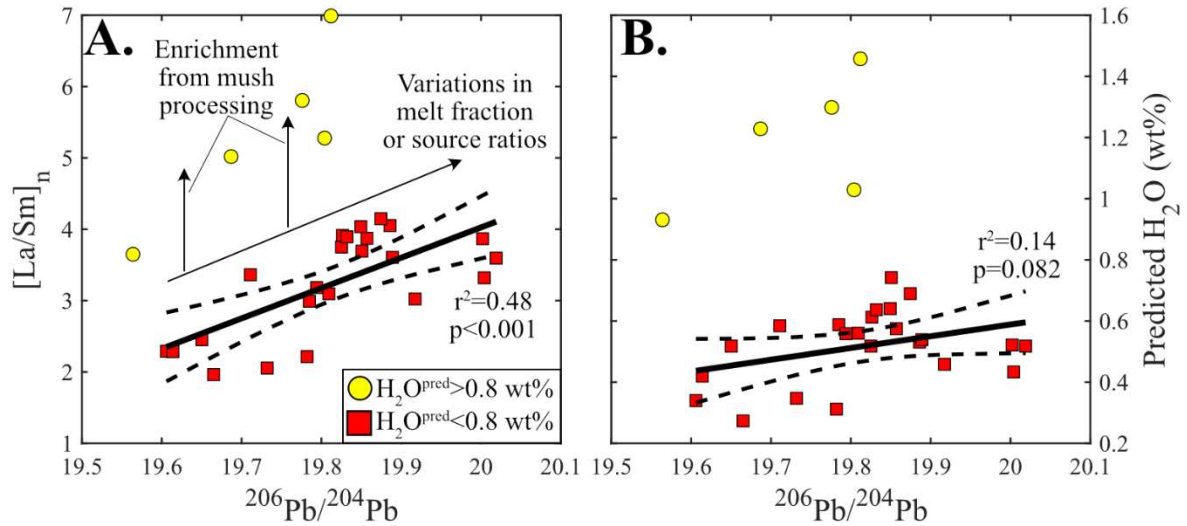 A.
Enrichment
from mush
processing
Variations in
melt fraction
or source ratios
r²=0.48
p<0.001
H₂Oᵖʳᵉᵈ>0.8 wt%
H₂Oᵖʳᵉᵈ<0.8 wt%
[La/Sm]ₙ
7
6
5
4
3
2
1
19.5 19.6 19.7 19.8 19.9 20 20.1
²⁰⁶Pb/²⁰⁴Pb
B.
r²=0.14
p=0.082
1.6
1.4
1.2
1
0.8
0.6
0.4
0.2
Predicted H₂O (wt%)
19.5 19.6 19.7 19.8 19.9 20 20.1
²⁰⁶Pb/²⁰⁴Pb